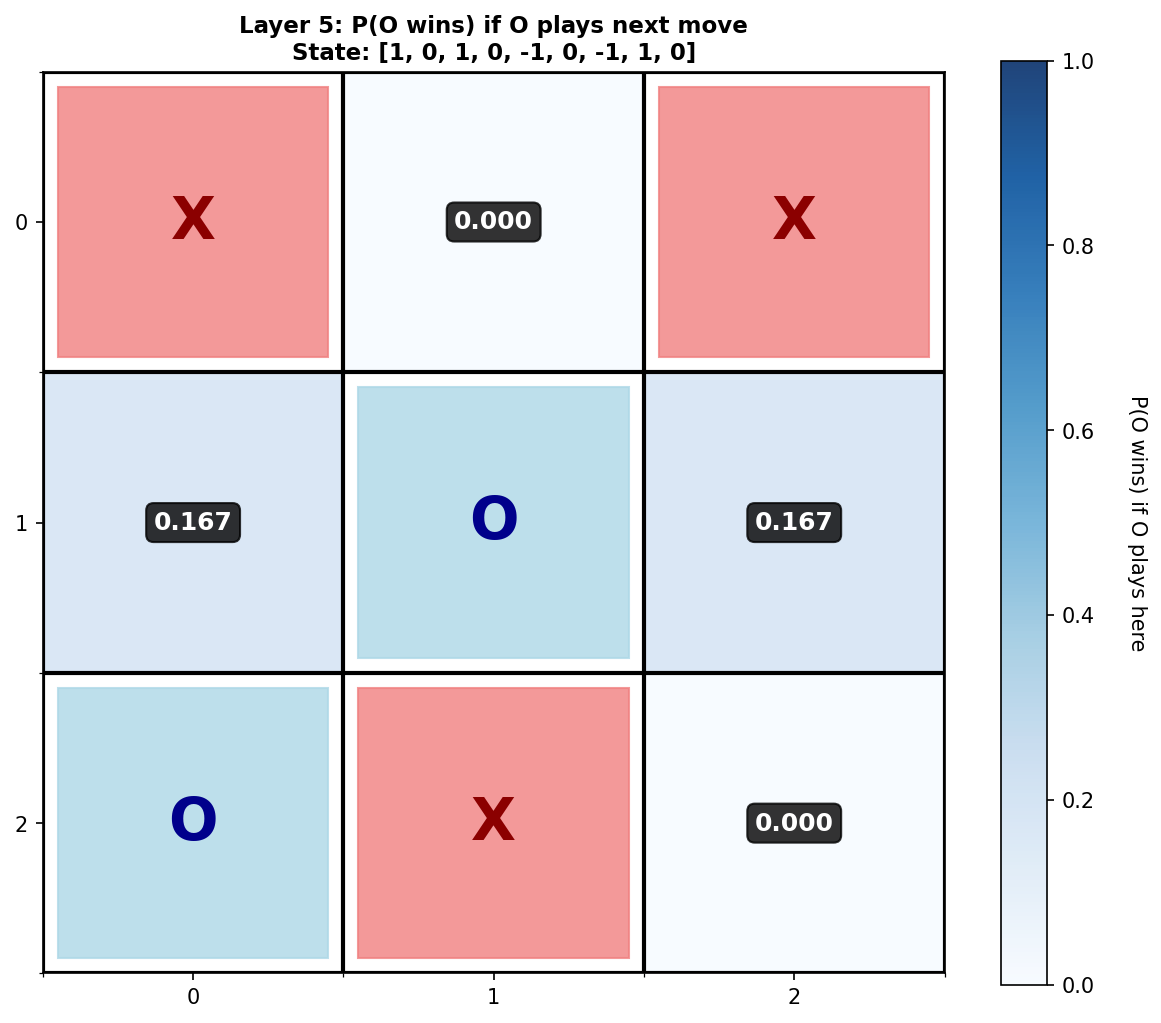 Layer 5: P(O wins) if O plays next move
State: [1, 0, 1, 0, -1, 0, -1, 1, 0]
0
X
0.000
X
1
0.167
O
0.167
2
O
X
0.000
0
1
2
1.0
0.8
0.6
0.4
0.2
0.0
P(O wins) if O plays here